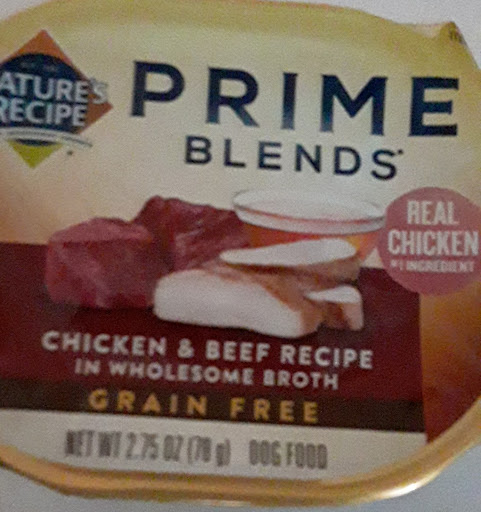 ATURE'S
RECIPE
PRIME
BLENDS
REAL
CHICKEN
#1 INGREDIENT
CHICKEN & BEEF RECIPE
IN WHOLESOME BROTH
GRAIN FREE
NET WT 2.75 OZ (78 g) DOG FOOD